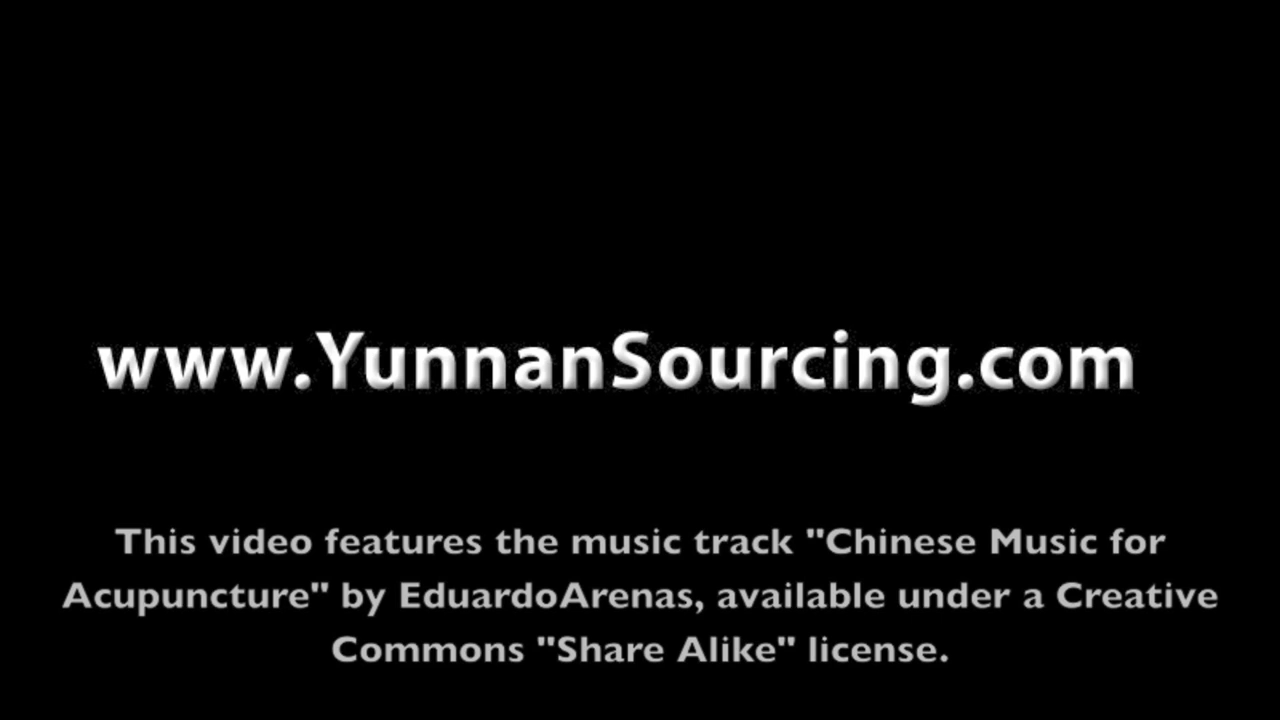 www.YunnanSourcing.com
This video features the music track "Chinese Music for
Acupuncture" by EduardoArenas, available under a Creative
Commons "Share Alike" license.